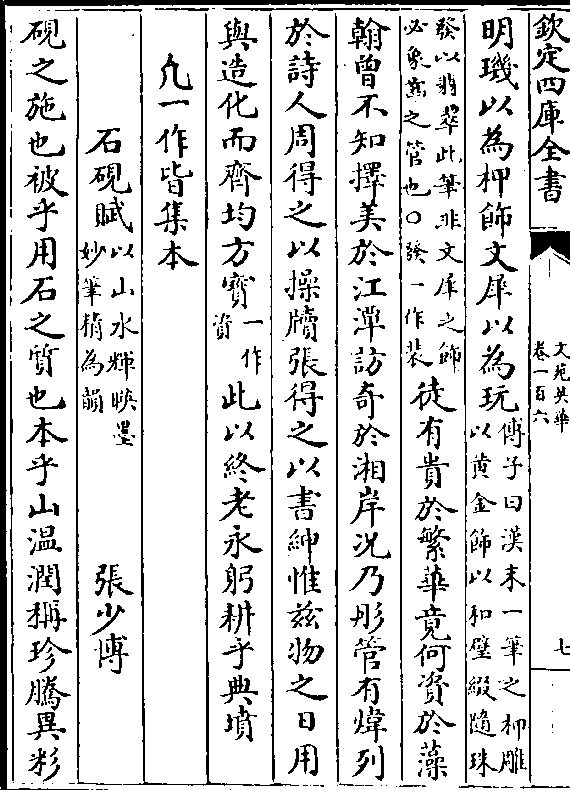 欽定四庫全書
文苑英華
卷一百六
七
明璣以為柙飾文犀以為玩傅子曰漢末一筆之柙雕
以黄金飾以和璧綴隨珠
發以翡翠此筆非文犀之飾
必象齒之管也○發一作裝徒有貴於繁華竟何資於藻
翰曽不知擇美於江潭訪奇於湘岸况乃彤管有煒列
於詩人周得之以操牘張得之以書紳惟兹物之日用
與造化而齊均方寳一作
資此以終老永躬耕乎典墳
凡一作皆集本
石硯賦以山水輝映墨
妙筆精為韻
張少博
硯之施也被乎用石之質也本乎山温潤稱珍騰異彩